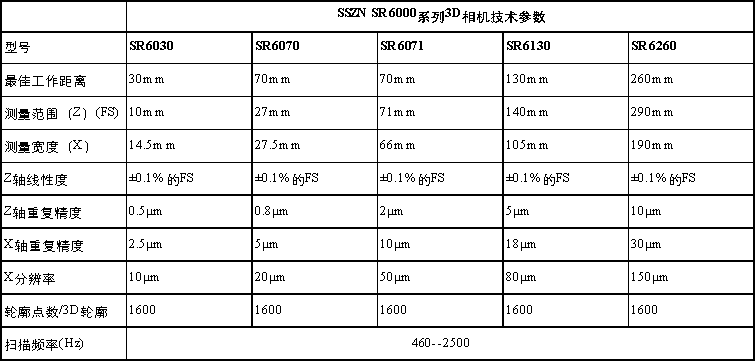 SSZN SR6000系列3D相机技术参数
型号 SR6030 SR6070 SR6071 SR6130 SR6260
最佳工作距离 30mm 70mm 70mm 130mm 260mm
测量范围（Z）(FS) 10mm 27mm 71mm 140mm 290mm
测量宽度（X） 14.5mm 27.5mm 66mm 105mm 190mm
Z轴线性度 ±0.1%的FS ±0.1%的FS ±0.1%的FS ±0.1%的FS ±0.1%的FS
Z轴重复精度 0.5μm 0.8μm 2μm 5μm 10μm
X轴重复精度 2.5μm 5μm 10μm 18μm 30μm
X分辨率 10μm 20μm 50μm 80μm 150μm
轮廓点数/3D轮廓 1600 1600 1600 1600 1600
扫描频率(Hz) 460--2500